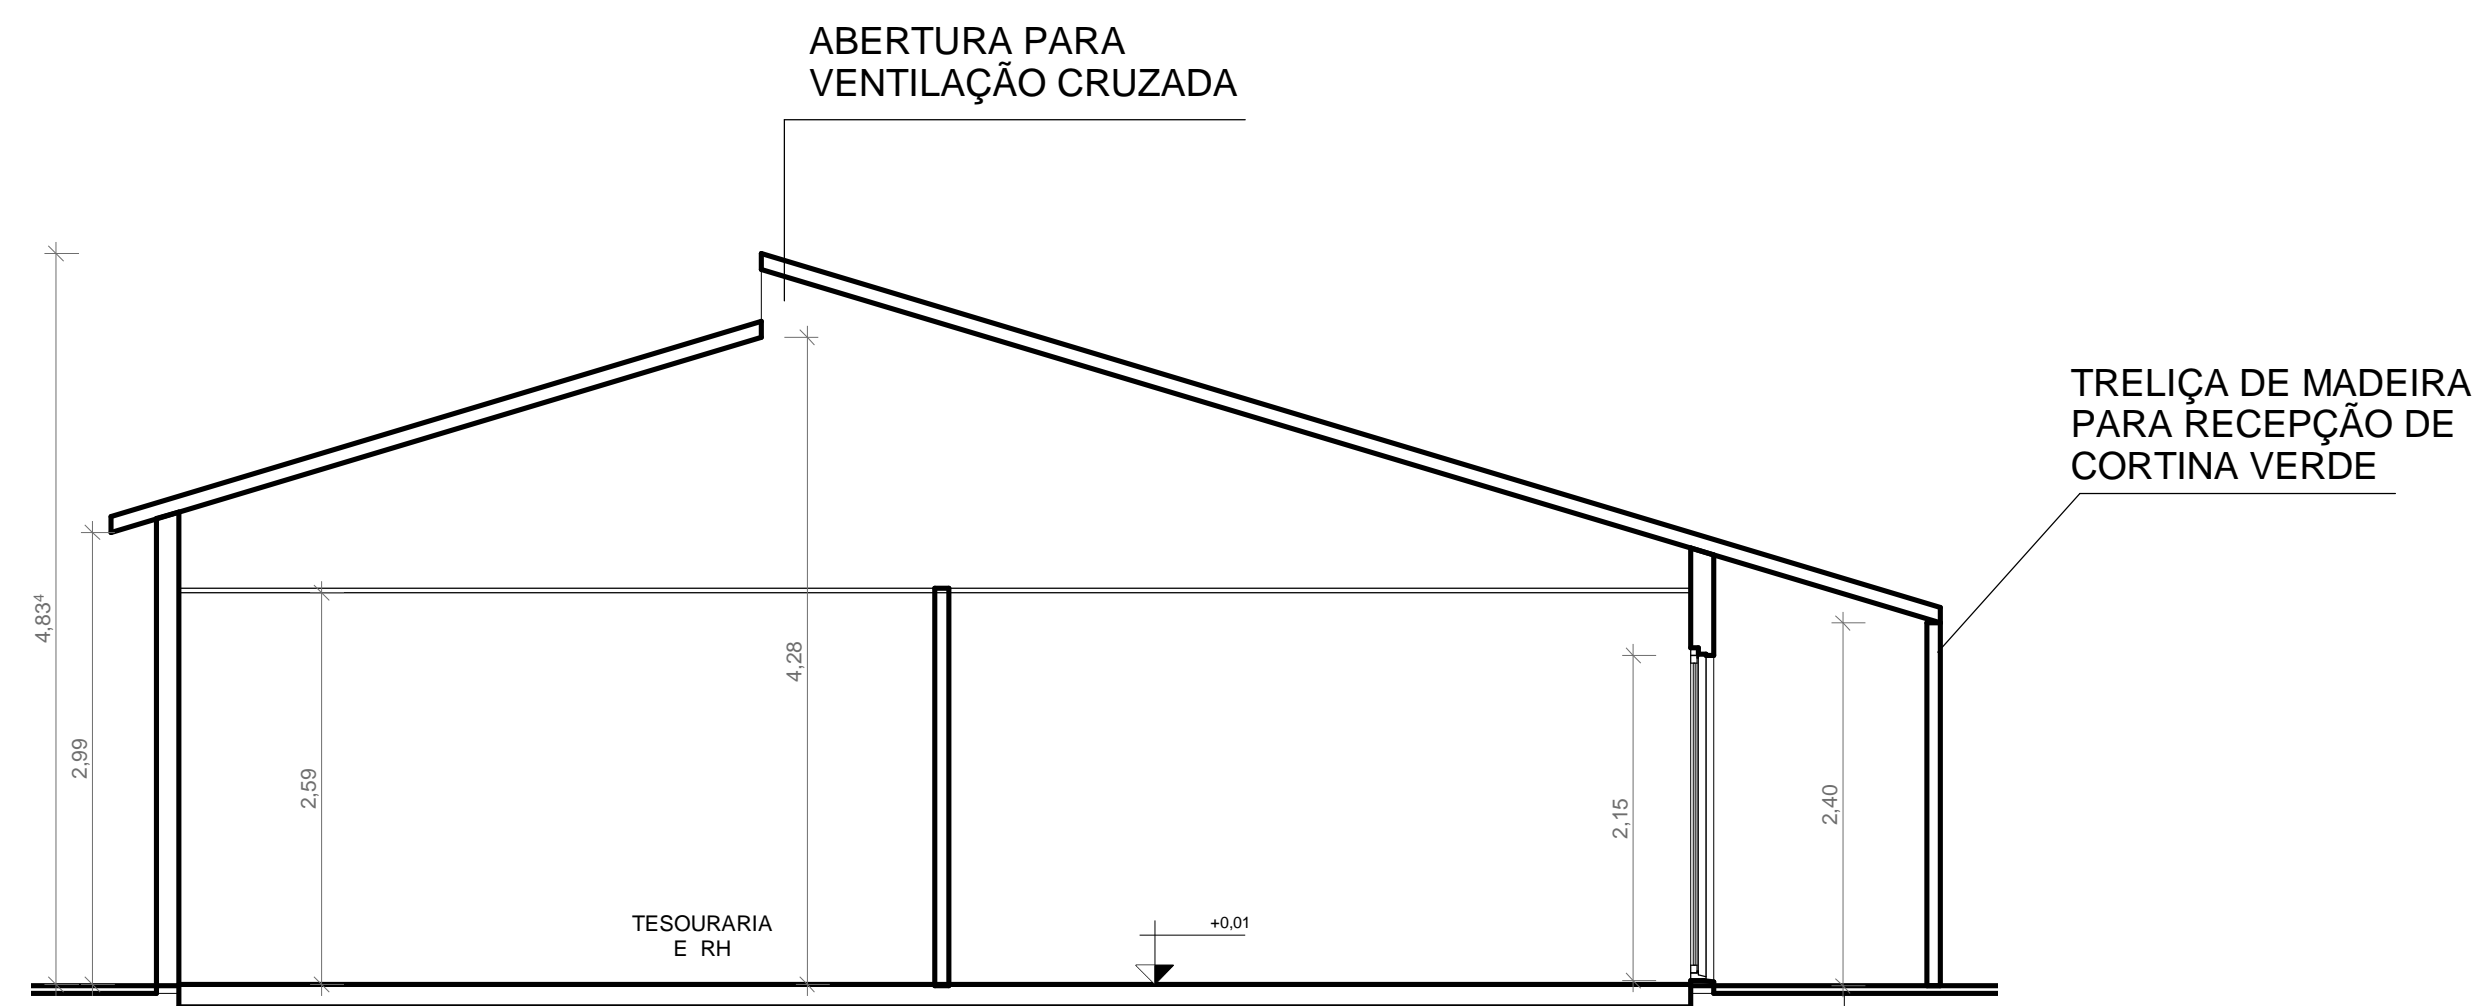 ABERTURA PARA
VENTILAÇÃO CRUZADA
TRELIÇA DE MADEIRA
PARA RECEPÇÃO DE
CORTINA VERDE
4,83⁴
2,99
2,59
4,28
2,15
2,40
TESOURARIA
E RH
+0,01